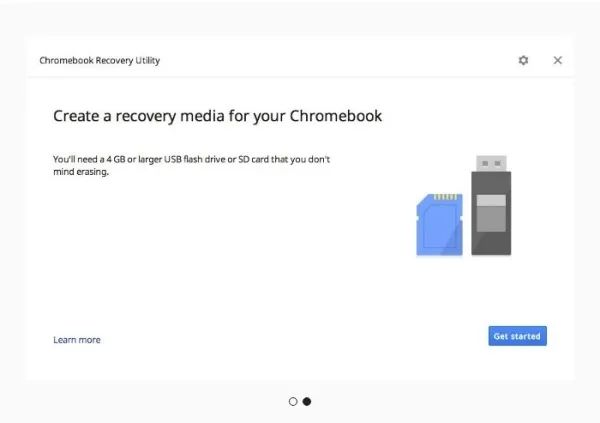 Chromebook Recovery Utility
Create a recovery media for your Chromebook
You'll need a 4 GB or larger USB flash drive or SD card that you don't
mind erasing.
Learn more
Get started